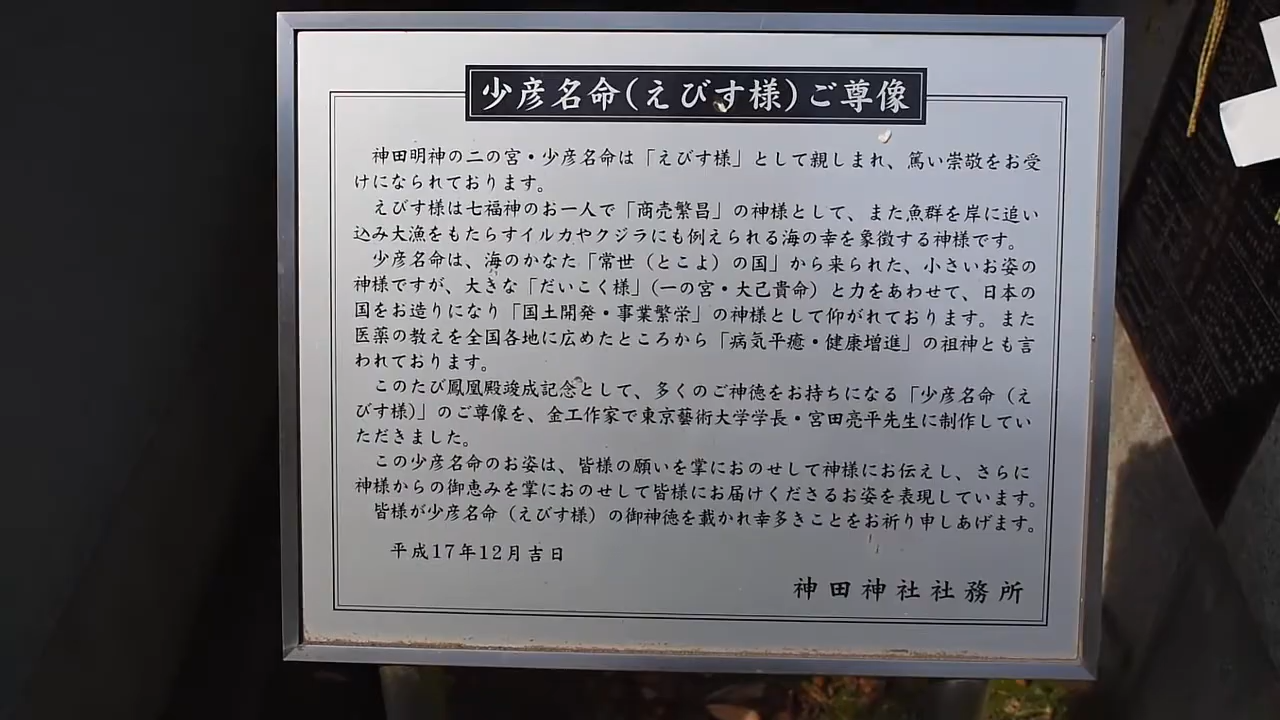 少彦名命(えびす様)ご尊像
神田明神の二の宮・少彦名命は「えびす様」として親しまれ、篤い崇敬をお受
けになられております。
えびす様は七福神のお一人で「商売繁昌」の神様として、また魚群を岸に追い
込み大漁をもたらすイルカやクジラにも例えられる海の幸を象徴する神様です。
少彦名命は、海のかなた「常世（とこよ）の国」から来られた、小さいお姿の
神様ですが、大きな「だいこく様」（一の宮・大己貴命）と力をあわせて、日本の
国をお造りになり「国土開発・事業繁栄」の神様として仰がれております。また
医薬の教えを全国各地に広めたところから「病気平癒・健康増進」の祖神とも言
われております。
このたび鳳凰殿竣成記念として、多くのご神徳をお持ちになる「少彦名命（え
びす様）」のご尊像を、金工作家で東京藝術大学学長・宮田亮平先生に制作してい
ただきました。
この少彦名命のお姿は、皆様の願いを掌におのせして神様にお伝えし、さらに
神様からの御恵みを掌におのせして皆様にお届けくださるお姿を表現しています。
皆様が少彦名命（えびす様）の御神徳を戴かれ幸多きことをお祈り申しあげます。
平成17年12月吉日
神田神社社務所